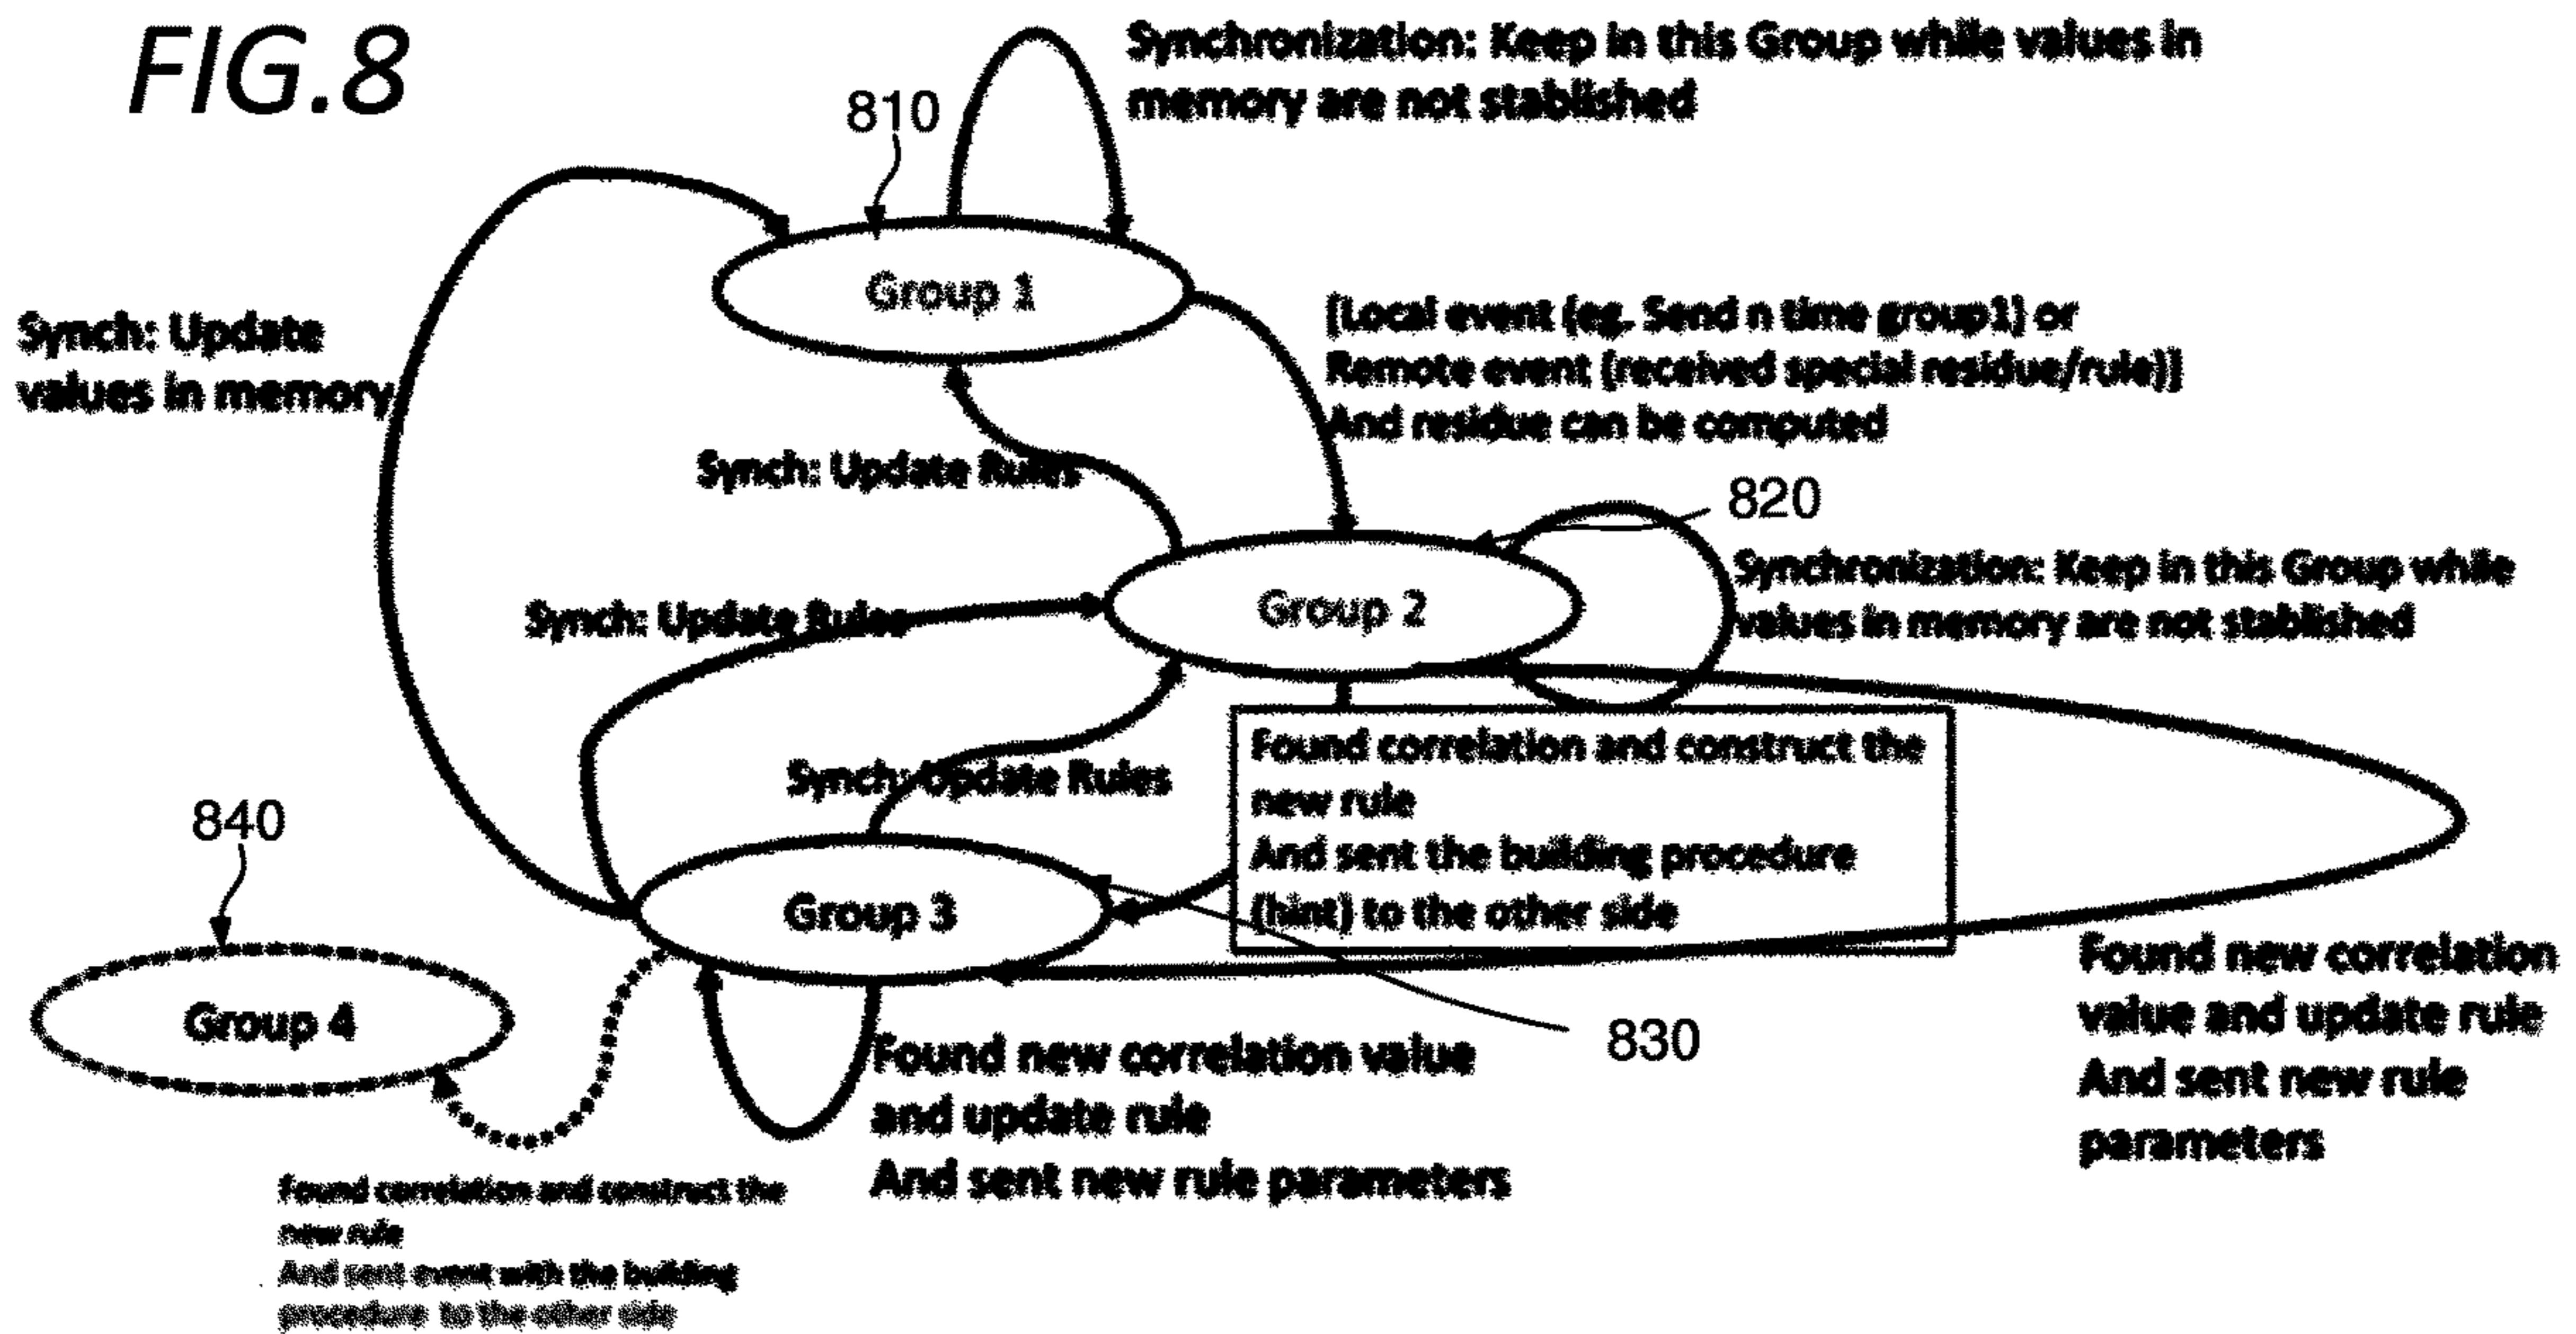 FIG.8
Synchronization: Keep in this Group while values in
memory are not stablished
810
Group 1
Synch: Update
values in memory
[Local event (eg. Send n time group1) or
Remote event (received special residue/rule)]
And residue can be computed
Synch: Update Rules
820
Synchronization: Keep in this Group while
values in memory are not stablished
Group 2
Synch: Update Rules
Synch: Update Rules
Found correlation and construct the
new rule
And sent the building procedure
(hint) to the other side
840
Group 3
Group 4
830
Found new correlation value
and update rule
And sent new rule parameters
Found new correlation
value and update rule
And sent new rule
parameters
Found correlation and construct the
new rule
And sent event with the building
procedure to the other side